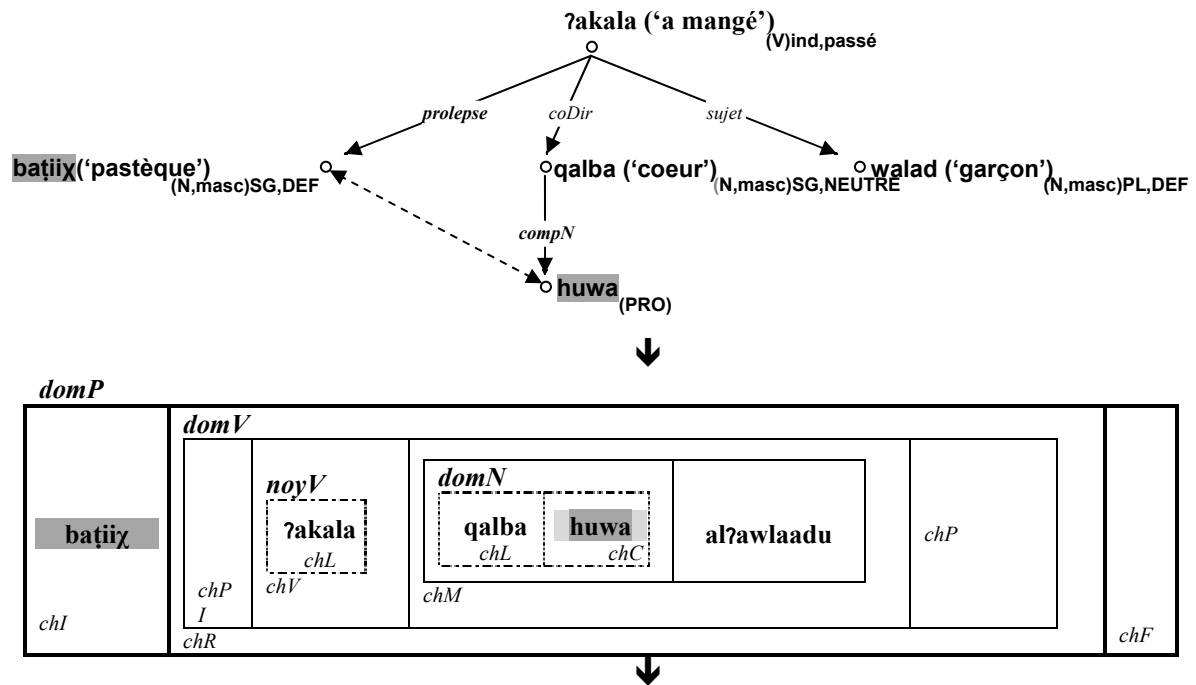 ʔakala (‘a mangé’)(V)ind,passé
prolepse coDir sujet
baṭiiχ(‘pastèque’)(N,masc)SG,DEF qalba (‘coeur’)(N,masc)SG,NEUTRE walad (‘garçon’)(N,masc)PL,DEF
compN
huwa(PRO)
domP
domV
noyV domN
baṭiiχ ʔakala qalba huwa alʔawlaadu chP
chL chL chC
chP chV chM
chI I chF
chR